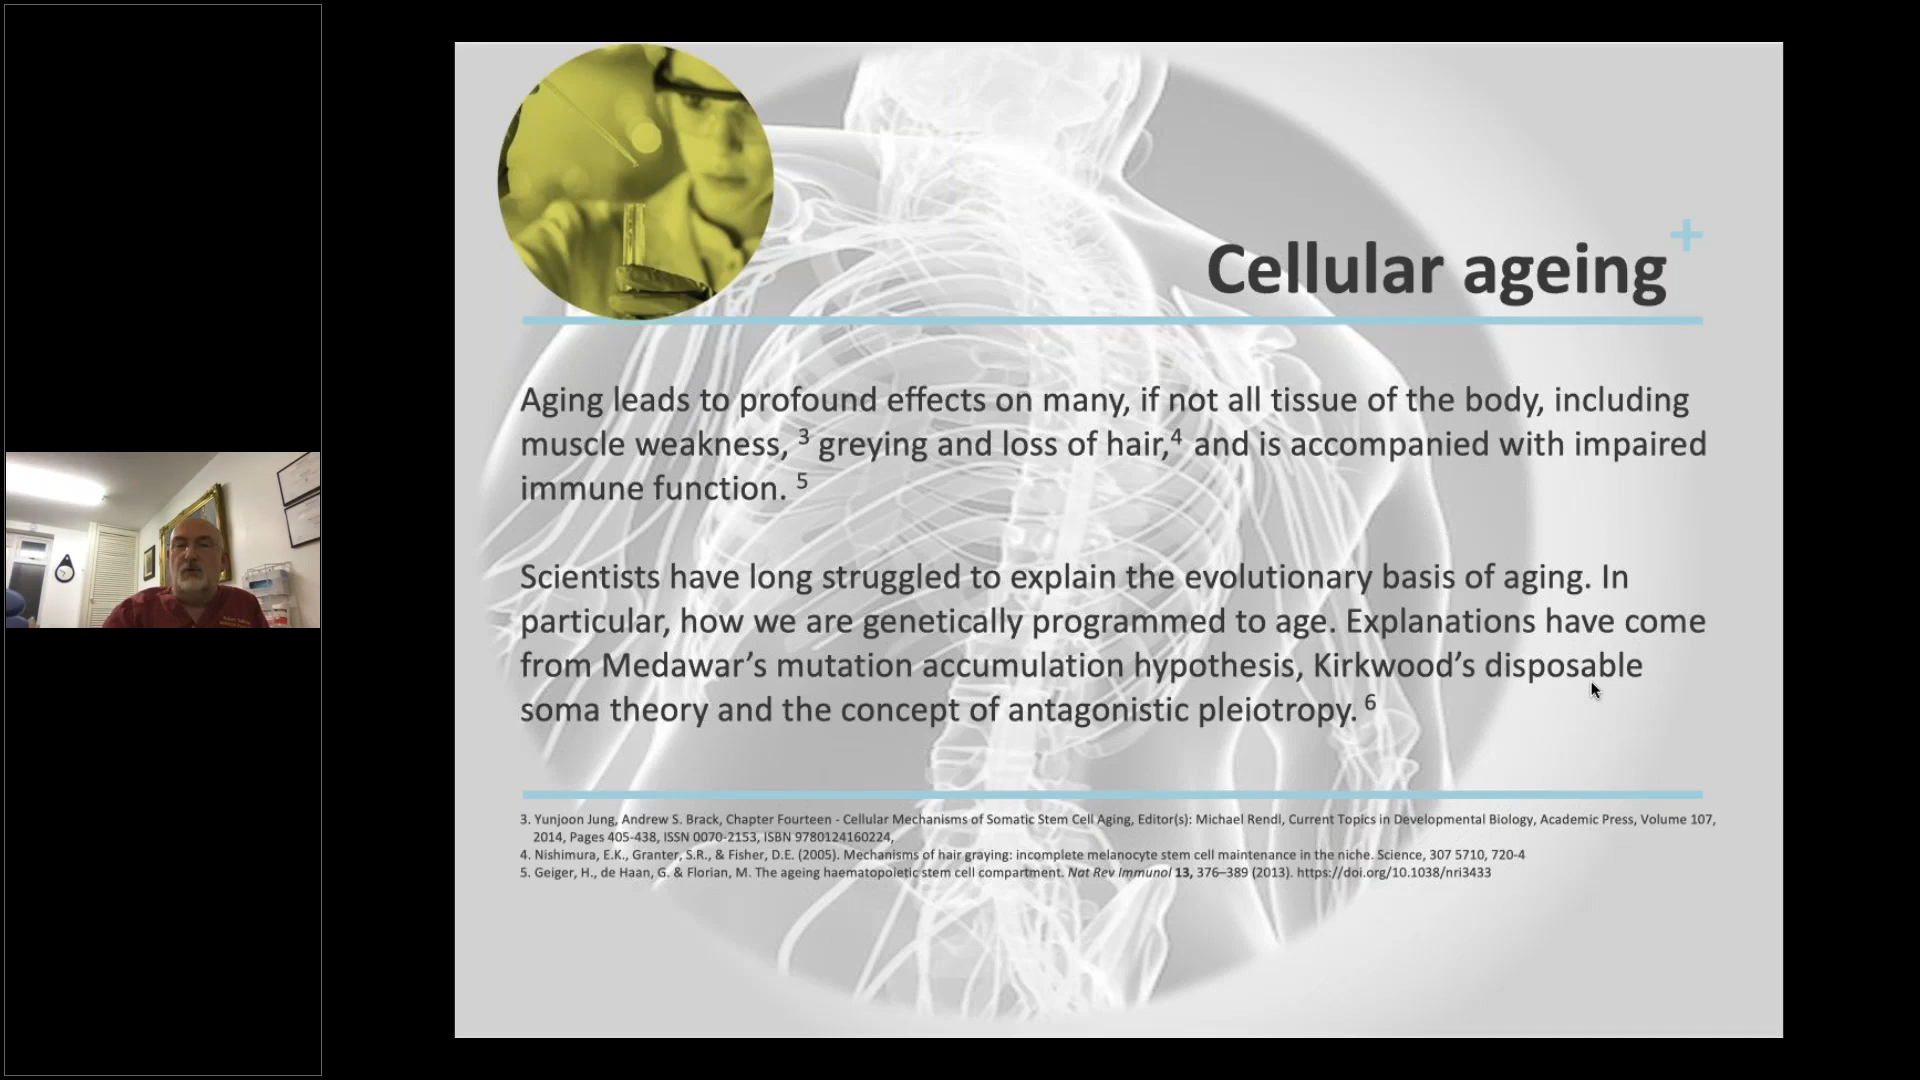 Cellular ageing
+
Aging leads to profound effects on many, if not all tissue of the body, including
muscle weakness, 3 greying and loss of hair,4 and is accompanied with impaired
immune function. 5
Scientists have long struggled to explain the evolutionary basis of aging. In
particular, how we are genetically programmed to age. Explanations have come
from Medawar’s mutation accumulation hypothesis, Kirkwood’s disposable
soma theory and the concept of antagonistic pleiotropy. 6
3. Yunjoon Jung, Andrew S. Brack, Chapter Fourteen - Cellular Mechanisms of Somatic Stem Cell Aging, Editor(s): Michael Rendl, Current Topics in Developmental Biology, Academic Press, Volume 107,
2014, Pages 405-438, ISSN 0070-2153, ISBN 9780124160224,
4. Nishimura, E.K., Granter, S.R., & Fisher, D.E. (2005). Mechanisms of hair graying: incomplete melanocyte stem cell maintenance in the niche. Science, 307 5710, 720-4
5. Geiger, H., de Haan, G. & Florian, M. The ageing haematopoietic stem cell compartment. Nat Rev Immunol 13, 376–389 (2013). https://doi.org/10.1038/nri3433